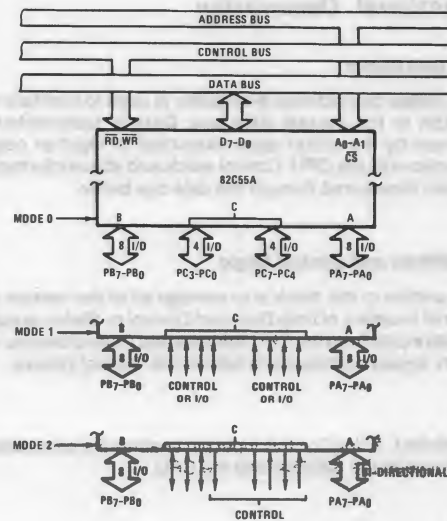 ADDRESS BUS
CONTROL BUS
DATA BUS
RD, WR D7-D0 A0-A1
CS
82C55A
MODE 0
B C A
8 I/O 4 I/O 4 I/O 8 I/O
PB7-PB0 PC3-PC0 PC7-PC4 PA7-PA0
MODE 1
B C A
8 I/O CONTROL OR I/O CONTROL OR I/O 8 I/O
PB7-PB0 PA7-PA0
MODE 2
B C A
8 I/O BI-DIRECTIONAL
PB7-PB0 PA7-PA0
CONTROL